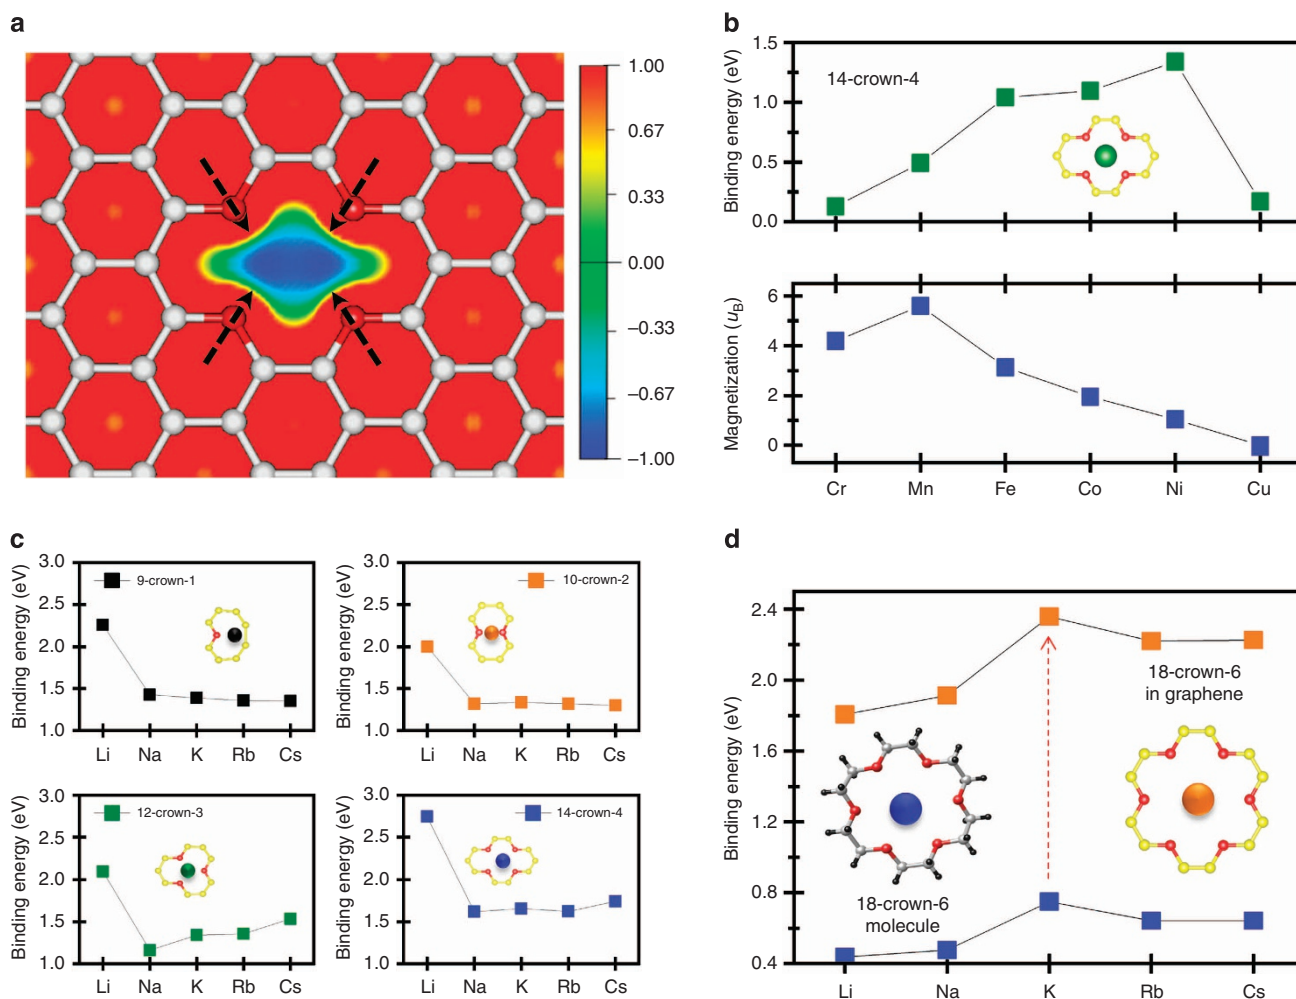 a
1.00
0.67
0.33
0.00
−0.33
−0.67
−1.00
b
Binding energy (eV)
1.5
1.0
0.5
0.0
14-crown-4
Magnetization (uB)
6
4
2
0
Cr Mn Fe Co Ni Cu
c
Binding energy (eV)
3.0
2.5
2.0
1.5
1.0
9-crown-1
Li Na K Rb Cs
Binding energy (eV)
3.0
2.5
2.0
1.5
1.0
10-crown-2
Li Na K Rb Cs
Binding energy (eV)
3.0
2.5
2.0
1.5
1.0
12-crown-3
Li Na K Rb Cs
Binding energy (eV)
3.0
2.5
2.0
1.5
1.0
14-crown-4
Li Na K Rb Cs
d
Binding energy (eV)
2.4
2.0
1.6
1.2
0.8
0.4
18-crown-6
in graphene
18-crown-6
molecule
Li Na K Rb Cs